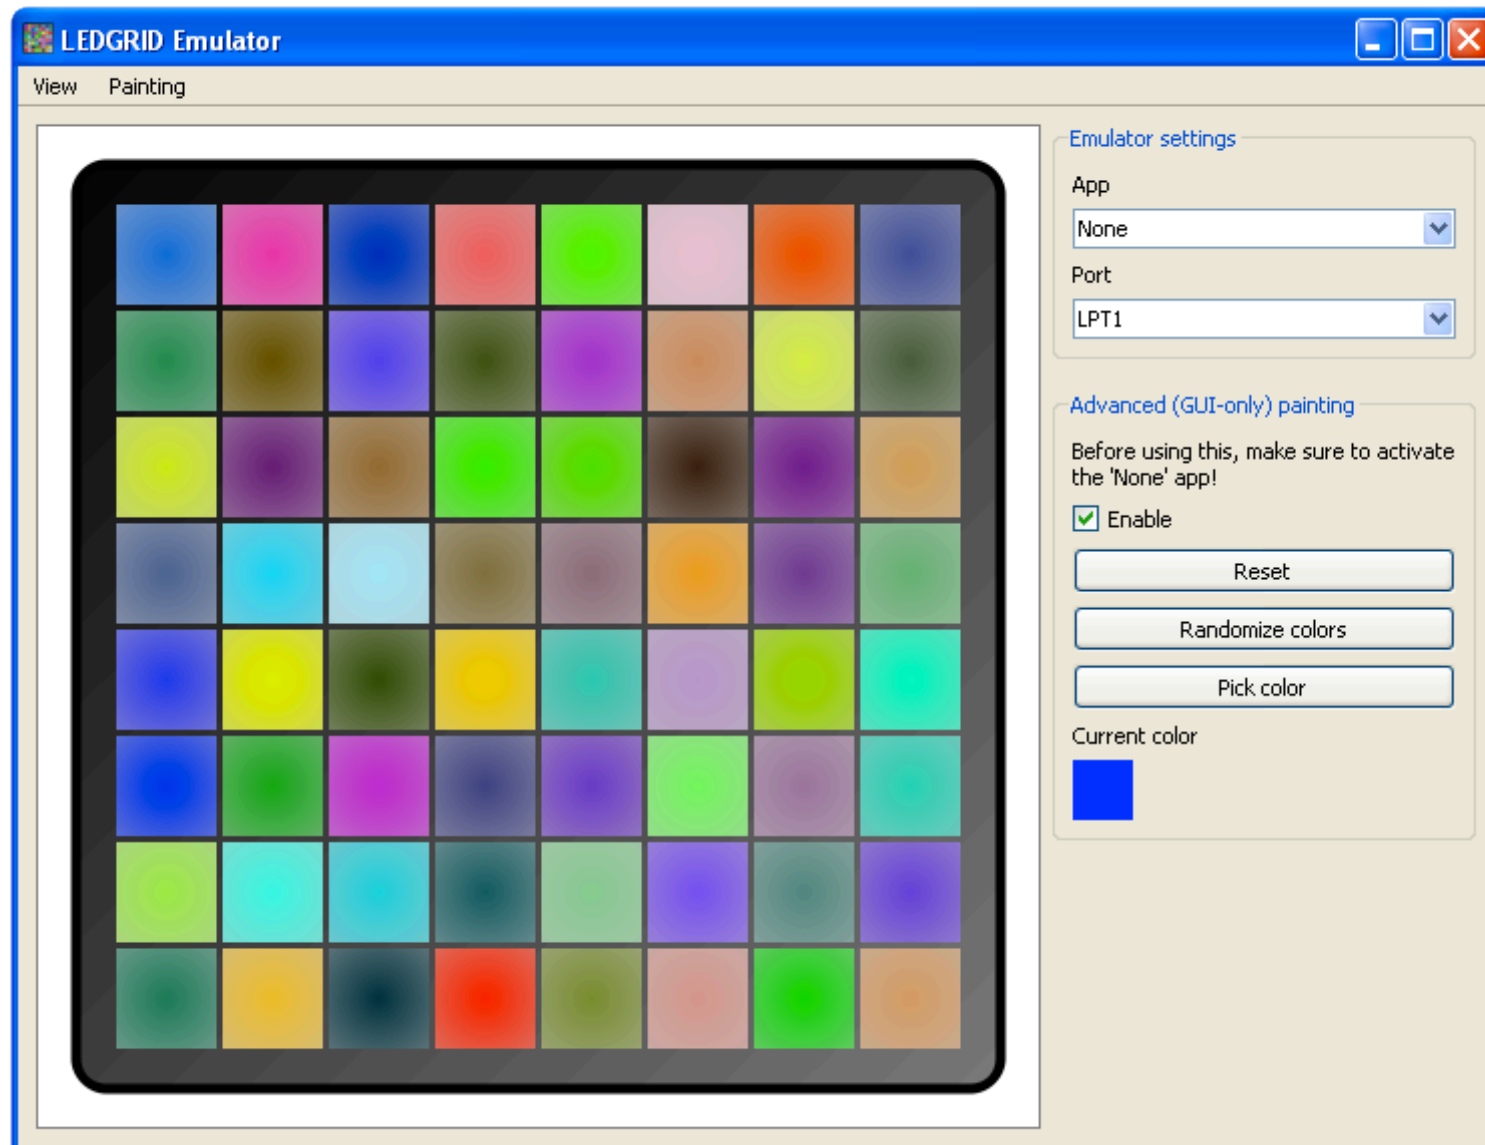 LEDGRID Emulator
View Painting
Emulator settings
App
None
Port
LPT1
Advanced (GUI-only) painting
Before using this, make sure to activate
the 'None' app!
Enable
Reset
Randomize colors
Pick color
Current color